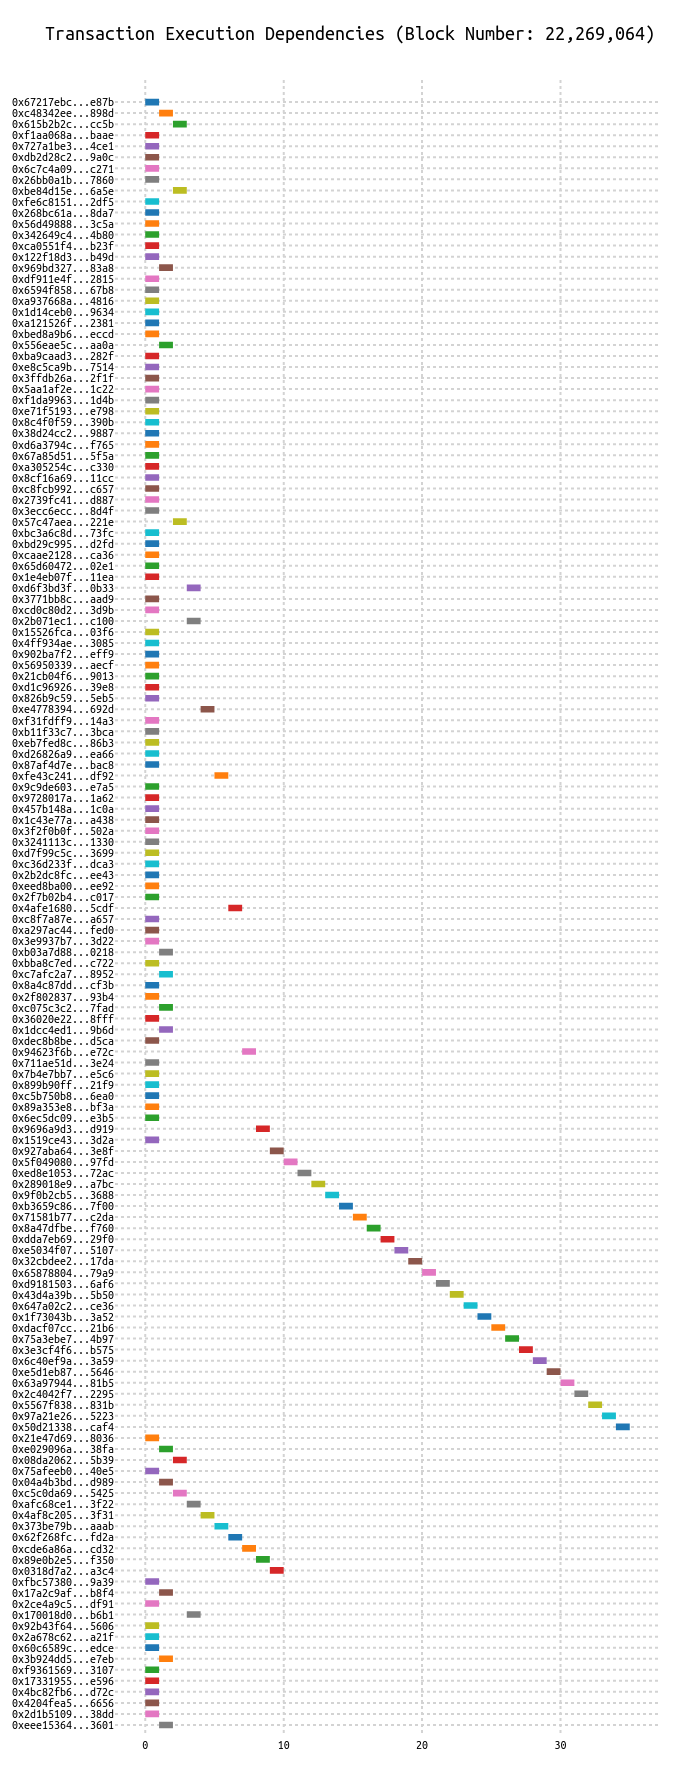 Transaction Execution Dependencies (Block Number: 22,269,064)
0x67217ebc...e87b
0xc48342ee...898d
0x615b2b2c...cc5b
0xf1aa068a...baae
0x727a1be3...4ce1
0xdb2d28c2...9a0c
0x6c7c4a09...c271
0x26bb0a1b...7860
0xbe84d15e...6a5e
0xfe6c8151...2df5
0x268bc61a...8da7
0x56d49888...3c5a
0x342649c4...4b80
0xca0551f4...b23f
0x122f18d3...b49d
0x969bd327...83a8
0xdf911e4f...2815
0x6594f858...67b8
0xa937668a...4816
0x1d14ceb0...9634
0xa121526f...2381
0xbed8a9b6...eccd
0x556eae5c...aa0a
0xba9caad3...282f
0xe8c5ca9b...7514
0x3ffdb26a...2f1f
0x5aa1af2e...1c22
0xf1da9963...1d4b
0xe71f5193...e798
0x8c4f0f59...390b
0x38d24cc2...9887
0xd6a3794c...f765
0x67a85d51...5f5a
0xa305254c...c330
0x8cf16a69...11cc
0xc8fcb992...c657
0x2739fc41...d887
0x3ecc6ecc...8d4f
0x57c47aea...221e
0xbc3a6c8d...73fc
0xbd29c995...d2fd
0xcaae2128...ca36
0x65d60472...02e1
0x1e4eb07f...11ea
0xd6f3bd3f...0b33
0x3771bb8c...aad9
0xcd0c80d2...3d9b
0x2b071ec1...c100
0x15526fca...03f6
0x4ff934ae...3085
0x902ba7f2...eff9
0x56950339...aecf
0x21cb04f6...9013
0xd1c96926...39e8
0x826b9c59...5eb5
0xe4778394...692d
0xf31fdff9...14a3
0xb11f33c7...3bca
0xeb7fed8c...86b3
0xd26826a9...ea66
0x87af4d7e...bac8
0xfe43c241...df92
0x9c9de603...e7a5
0x9728017a...1a62
0x457b148a...1c0a
0x1c43e77a...a438
0x3f2f0b0f...502a
0x3241113c...1330
0xd7f99c5c...3699
0xc36d233f...dca3
0x2b2dc8fc...ee43
0xeed8ba00...ee92
0x2f7b02b4...c017
0x4afe1680...5cdf
0xc8f7a87e...a657
0xa297ac44...fed0
0x3e9937b7...3d22
0xb03a7d88...0218
0xbba8c7ed...c722
0xc7afc2a7...8952
0x8a4c87dd...cf3b
0x2f802837...93b4
0xc075c3c2...7fad
0x36020e22...8fff
0x1dcc4ed1...9b6d
0xdec8b8be...d5ca
0x94623f6b...e72c
0x711ae51d...3e24
0x7b4e7bb7...e5c6
0x899b90ff...21f9
0xc5b750b8...6ea0
0x89a353e8...bf3a
0x6ec5dc09...e3b5
0x9696a9d3...d919
0x1519ce43...3d2a
0x927aba64...3e8f
0x5f049080...97fd
0xed8e1053...72ac
0x289018e9...a7bc
0x9f0b2cb5...3688
0xb3659c86...7f00
0x71581b77...c2da
0x8a47dfbe...f760
0xdda7eb69...29f0
0xe5034f07...5107
0x32cbdee2...17da
0x65878804...79a9
0xd9181503...6af6
0x43d4a39b...5b50
0x647a02c2...ce36
0x1f73043b...3a52
0xdacf07cc...21b6
0x75a3ebe7...4b97
0x3e3cf4f6...b575
0x6c40ef9a...3a59
0xe5d1eb87...5646
0x63a97944...81b5
0x2c4042f7...2295
0x5567f838...831b
0x97a21e26...5223
0x50d21338...caf4
0x21e47d69...8036
0xe029096a...38fa
0x08da2062...5b39
0x75afeeb0...40e5
0x04a4b3bd...d989
0xc5c0da69...5425
0xafc68ce1...3f22
0x4af8c205...3f31
0x373be79b...aaab
0x62f268fc...fd2a
0xcde6a86a...cd32
0x89e0b2e5...f350
0x0318d7a2...a3c4
0xfbc57380...9a39
0x17a2c9af...b8f4
0x2ce4a9c5...df91
0x170018d0...b6b1
0x92b43f64...5606
0x2a678c62...a21f
0x60c6589c...edce
0x3b924dd5...e7eb
0xf9361569...3107
0x17331955...e596
0x4bc82fb6...d72c
0x4204fea5...6656
0x2d1b5109...38dd
0xeee15364...3601
0 10 20 30